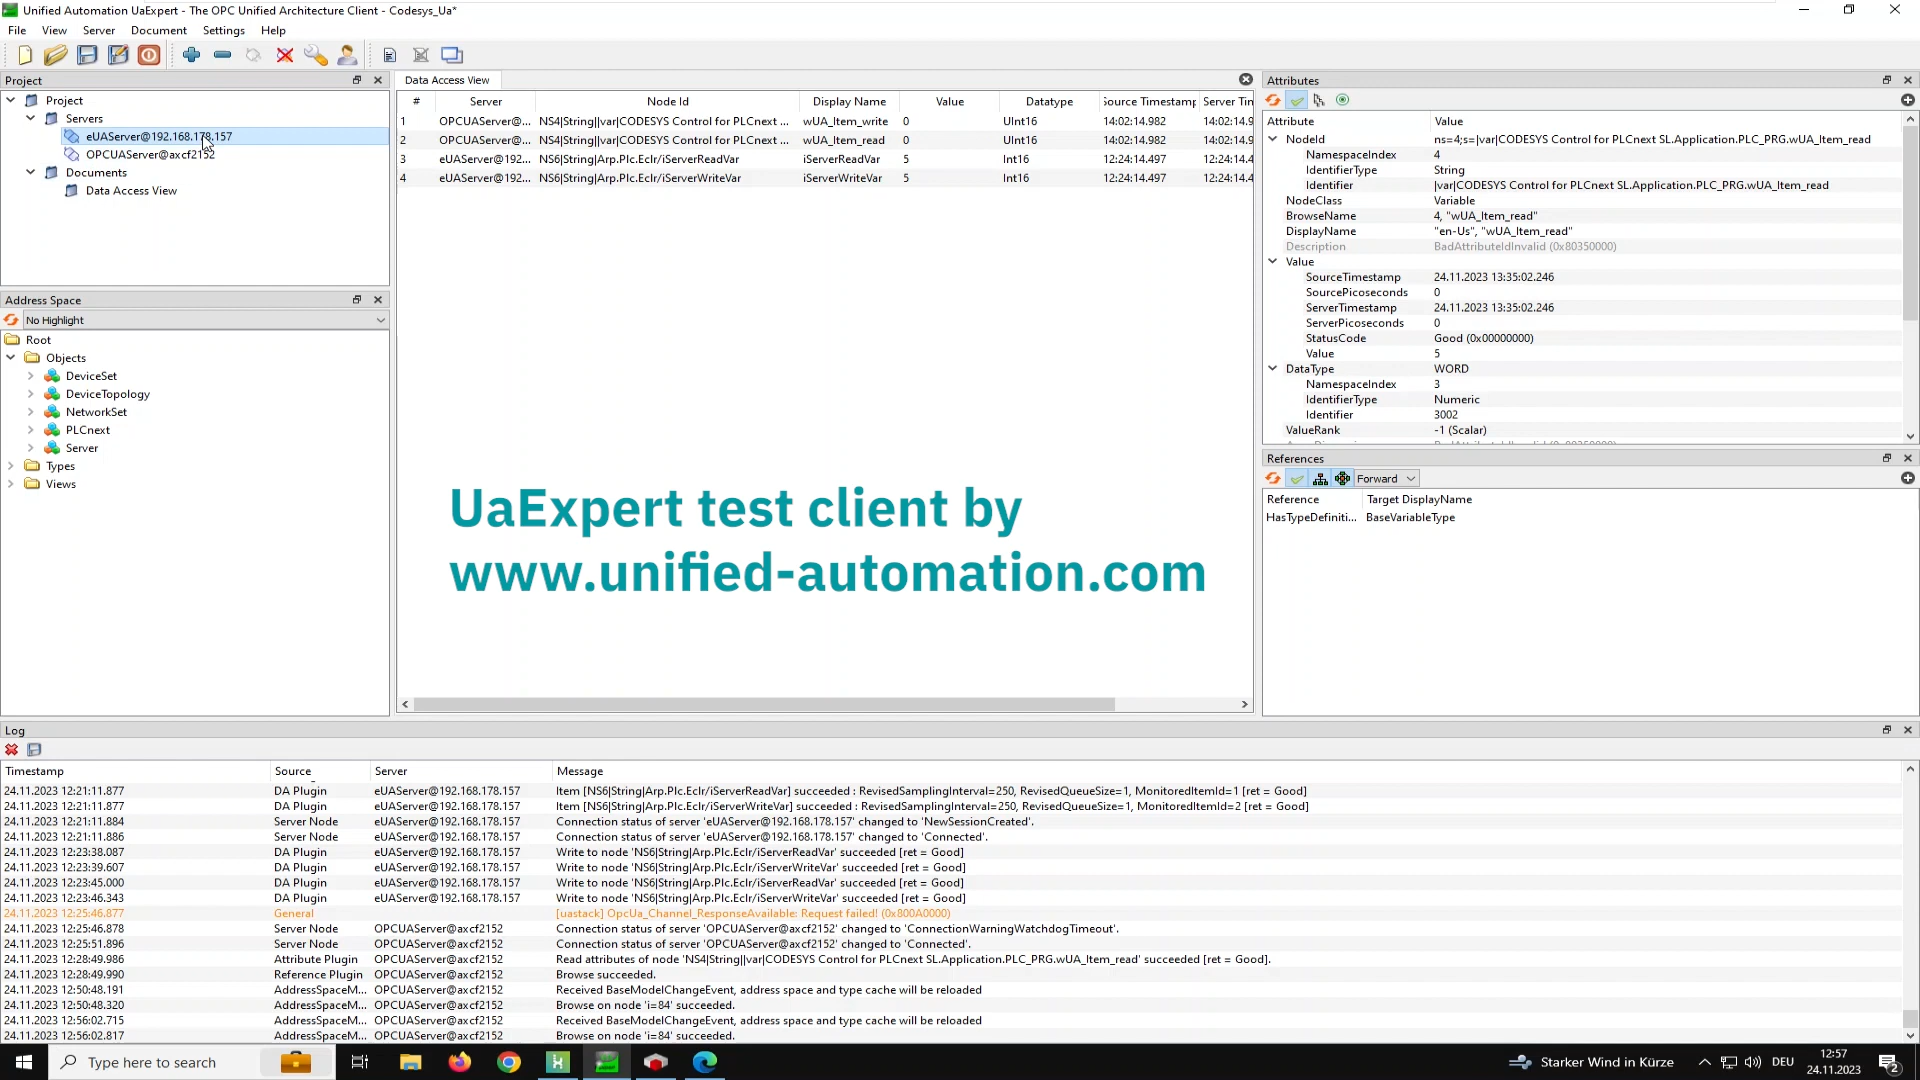 Unified Automation UaExpert - The OPC Unified Architecture Client - Codesys_Ua*
File View Server Document Settings Help
Project
Project
Servers
eUAServer@192.168.178.157
OPCUAServer@axcf2152
Documents
Data Access View
Address Space
No Highlight
Root
Objects
DeviceSet
DeviceTopology
NetworkSet
PLCnext
Server
Types
Views
Data Access View
# Server Node Id Display Name Value Datatype Source Timestamp Server Tin
1 OPCUAServer@... NS4|String||var|CODESYS Control for PLCnext ... wUA_Item_write 0 UInt16 14:02:14.982 14:02:14.9
2 OPCUAServer@... NS4|String||var|CODESYS Control for PLCnext ... wUA_Item_read 0 UInt16 14:02:14.982 14:02:14.9
3 eUAServer@192... NS6|String|Arp.Plc.Eclr/iServerReadVar iServerReadVar 5 Int16 12:24:14.497 12:24:14.4
4 eUAServer@192... NS6|String|Arp.Plc.Eclr/iServerWriteVar iServerWriteVar 5 Int16 12:24:14.497 12:24:14.4
UaExpert test client by
www.unified-automation.com
Attributes
Attribute Value
NodeId ns=4;s=|var|CODESYS Control for PLCnext SL.Application.PLC_PRG.wUA_Item_read
NamespaceIndex 4
IdentifierType String
Identifier |var|CODESYS Control for PLCnext SL.Application.PLC_PRG.wUA_Item_read
NodeClass Variable
BrowseName 4, "wUA_Item_read"
DisplayName "en-Us", "wUA_Item_read"
Description BadAttributeIdInvalid (0x80350000)
Value
SourceTimestamp 24.11.2023 13:35:02.246
SourcePicoseconds 0
ServerTimestamp 24.11.2023 13:35:02.246
ServerPicoseconds 0
StatusCode Good (0x00000000)
Value 5
DataType WORD
NamespaceIndex 3
IdentifierType Numeric
Identifier 3002
ValueRank -1 (Scalar)
References
Forward
Reference Target DisplayName
HasTypeDefiniti... BaseVariableType
Log
Timestamp Source Server Message
24.11.2023 12:21:11.877 DA Plugin eUAServer@192.168.178.157 Item [NS6|String|Arp.Plc.Eclr/iServerReadVar] succeeded : RevisedSamplingInterval=250, RevisedQueueSize=1, MonitoredItemId=1 [ret = Good]
24.11.2023 12:21:11.877 DA Plugin eUAServer@192.168.178.157 Item [NS6|String|Arp.Plc.Eclr/iServerWriteVar] succeeded : RevisedSamplingInterval=250, RevisedQueueSize=1, MonitoredItemId=2 [ret = Good]
24.11.2023 12:21:11.884 Server Node eUAServer@192.168.178.157 Connection status of server 'eUAServer@192.168.178.157' changed to 'NewSessionCreated'.
24.11.2023 12:21:11.886 Server Node eUAServer@192.168.178.157 Connection status of server 'eUAServer@192.168.178.157' changed to 'Connected'.
24.11.2023 12:23:38.087 DA Plugin eUAServer@192.168.178.157 Write to node 'NS6|String|Arp.Plc.Eclr/iServerReadVar' succeeded [ret = Good]
24.11.2023 12:23:39.607 DA Plugin eUAServer@192.168.178.157 Write to node 'NS6|String|Arp.Plc.Eclr/iServerWriteVar' succeeded [ret = Good]
24.11.2023 12:23:45.000 DA Plugin eUAServer@192.168.178.157 Write to node 'NS6|String|Arp.Plc.Eclr/iServerReadVar' succeeded [ret = Good]
24.11.2023 12:23:46.343 DA Plugin eUAServer@192.168.178.157 Write to node 'NS6|String|Arp.Plc.Eclr/iServerWriteVar' succeeded [ret = Good]
24.11.2023 12:25:46.877 General [uastack] OpcUa_Channel_ResponseAvailable: Request failed! (0x800A0000)
24.11.2023 12:25:46.878 Server Node OPCUAServer@axcf2152 Connection status of server 'OPCUAServer@axcf2152' changed to 'ConnectionWarningWatchdogTimeout'.
24.11.2023 12:25:51.896 Server Node OPCUAServer@axcf2152 Connection status of server 'OPCUAServer@axcf2152' changed to 'Connected'.
24.11.2023 12:28:49.986 Attribute Plugin OPCUAServer@axcf2152 Read attributes of node 'NS4|String||var|CODESYS Control for PLCnext SL.Application.PLC_PRG.wUA_Item_read' succeeded [ret = Good].
24.11.2023 12:28:49.990 Reference Plugin OPCUAServer@axcf2152 Browse succeeded.
24.11.2023 12:50:48.191 AddressSpaceM... OPCUAServer@axcf2152 Received BaseModelChangeEvent, address space and type cache will be reloaded
24.11.2023 12:50:48.320 AddressSpaceM... OPCUAServer@axcf2152 Browse on node 'i=84' succeeded.
24.11.2023 12:56:02.715 AddressSpaceM... OPCUAServer@axcf2152 Received BaseModelChangeEvent, address space and type cache will be reloaded
24.11.2023 12:56:02.817 AddressSpaceM... OPCUAServer@axcf2152 Browse on node 'i=84' succeeded.
Type here to search
Starker Wind in Kürze
DEU
12:57
24.11.2023
2